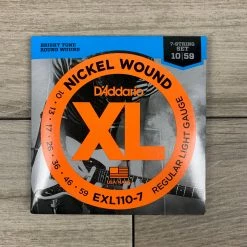 BRIGHT TONE
ROUND WOUND
7-STRING
SET
10|59
NICKEL WOUND
D'Addario
XL
10 · 13 · 17 · 26 · 36 · 46 · 59
EXL110-7
REGULAR LIGHT GAUGE